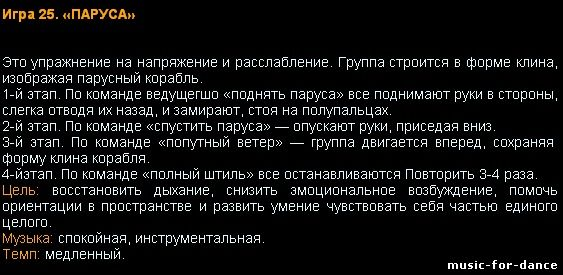 Игра 25. «ПАРУСА»
Это упражнение на напряжение и расслабление. Группа строится в форме клина,
изображая парусный корабль.
1-й этап. По команде ведущегшо «поднять паруса» все поднимают руки в стороны,
слегка отводя их назад, и замирают, стоя на полупальцах.
2-й этап. По команде «спустить паруса» — опускают руки, приседая вниз.
3-й этап. По команде «попутный ветер» — группа двигается вперед, сохраняя
форму клина корабля.
4-йэтап. По команде «полный штиль» все останавливаются Повторить 3-4 раза.
Цель: восстановить дыхание, снизить эмоциональное возбуждение, помочь
ориентации в пространстве и развить умение чувствовать себя частью единого
целого.
Музыка: спокойная, инструментальная.
Темп: медленный.
music-for-dance